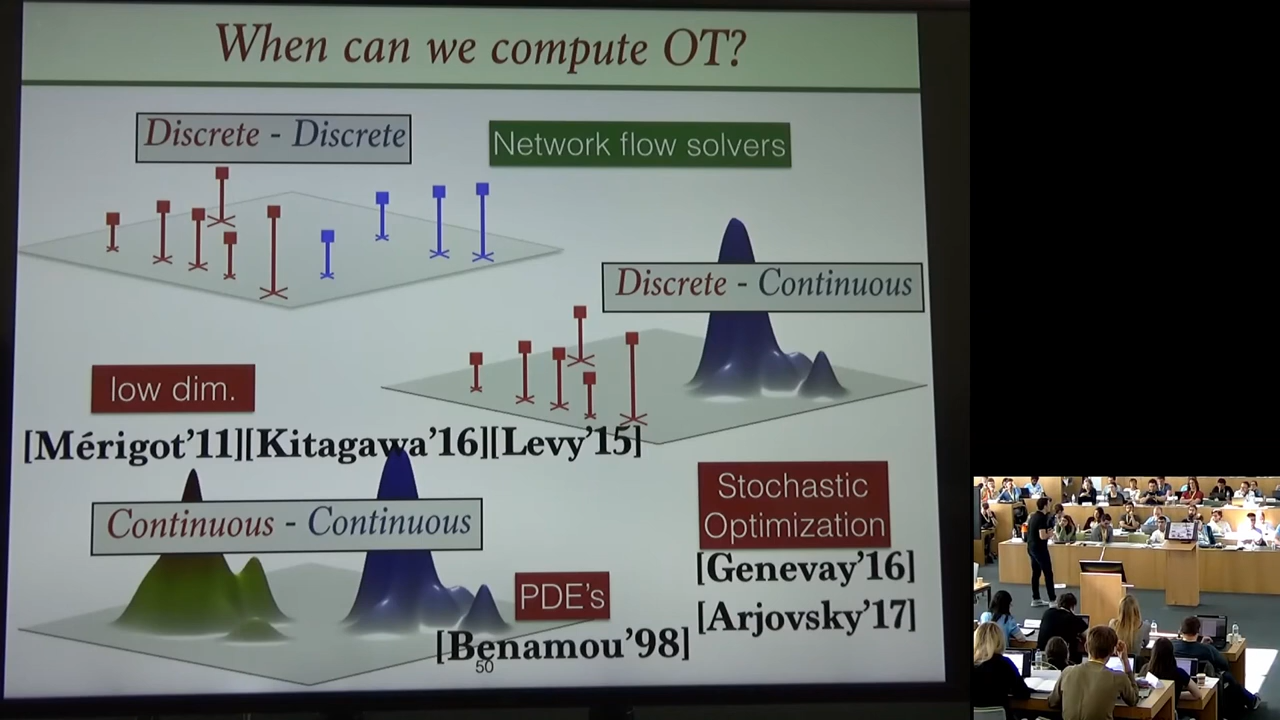 When can we compute OT?
Discrete - Discrete
Network flow solvers
Discrete - Continuous
low dim.
[Mérigot'11][Kitagawa'16][Levy'15]
Continuous - Continuous
Stochastic
Optimization
[Genevay'16]
[Arjovsky'17]
PDE's
[Benamou'98]
50